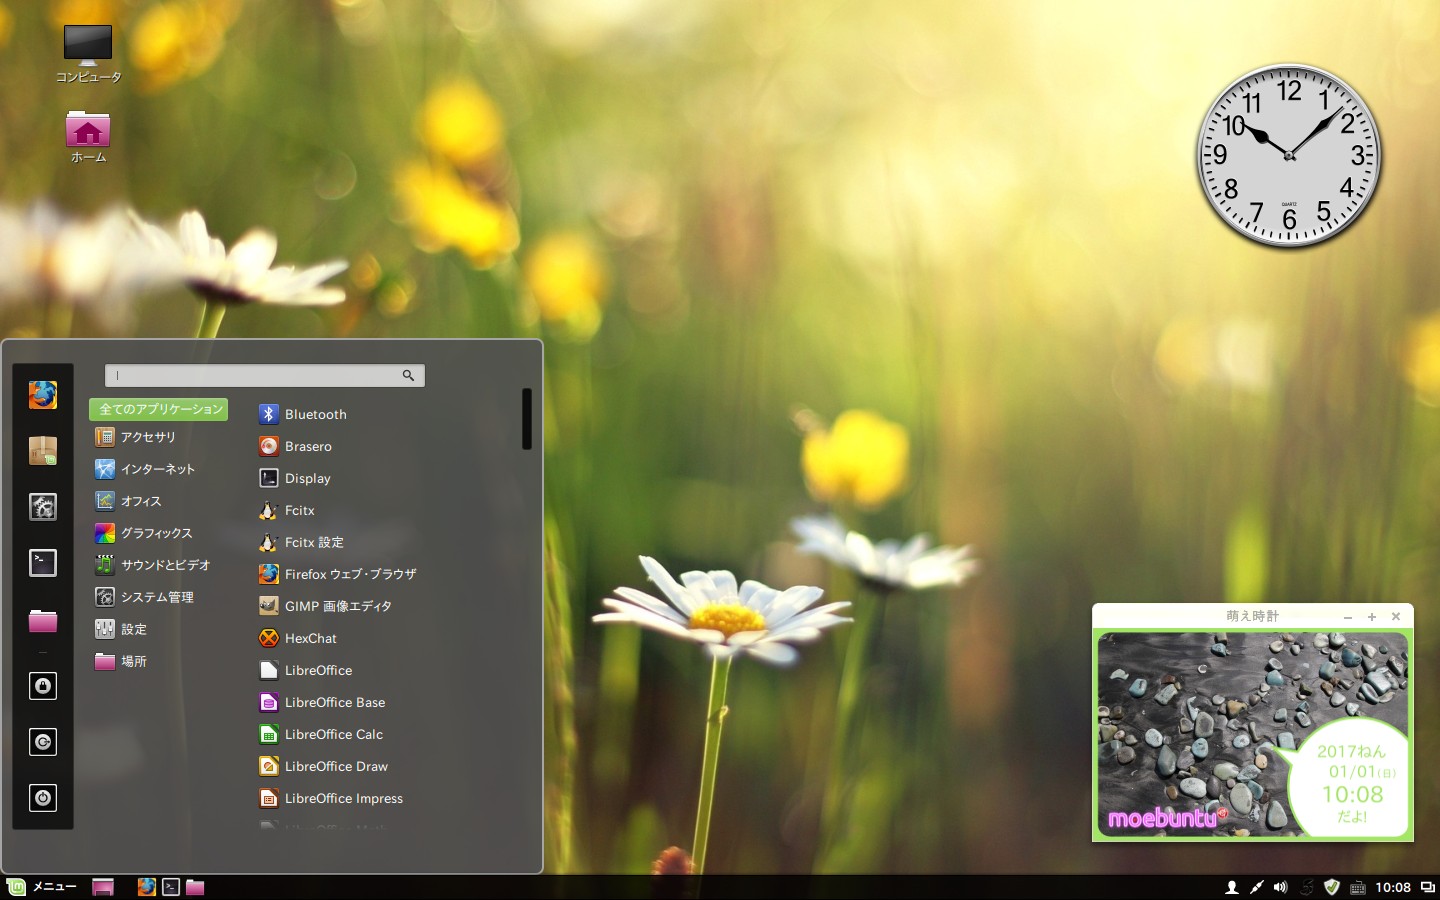 コンピュータ
ホーム
12
1
2
3
4
5
6
7
8
9
10
11
QUARTZ
全てのアプリケーション
アクセサリ
インターネット
オフィス
グラフィックス
サウンドとビデオ
システム管理
設定
場所
Bluetooth
Brasero
Display
Fcitx
Fcitx 設定
Firefox ウェブ・ブラウザ
GIMP 画像エディタ
HexChat
LibreOffice
LibreOffice Base
LibreOffice Calc
LibreOffice Draw
LibreOffice Impress
LibreOffice Math
萌え時計
2017ねん
01/01(日)
10:08
だよ!
moebuntu
メニュー
10:08